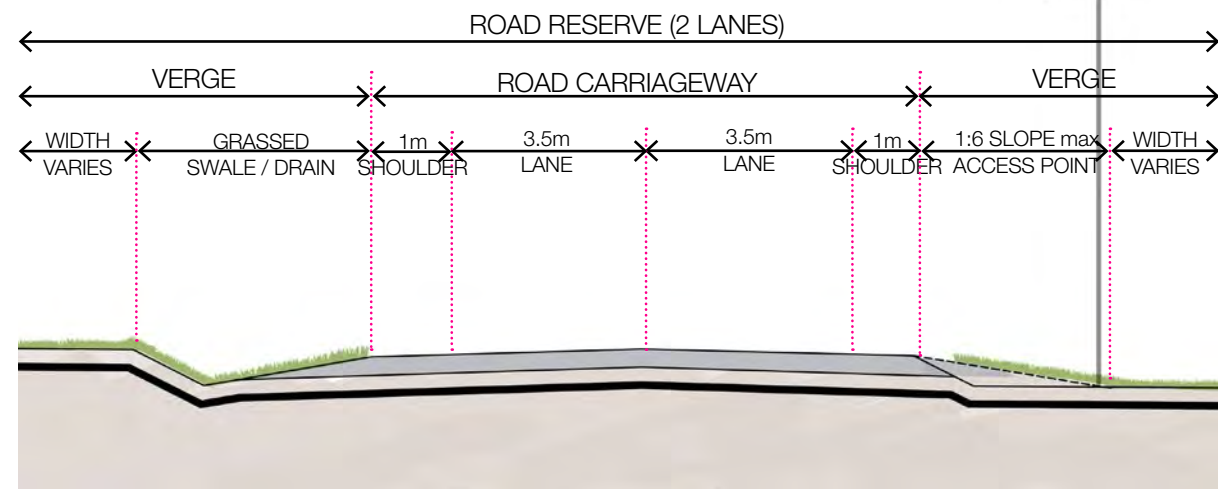 ROAD RESERVE (2 LANES)
VERGE
ROAD CARRIAGEWAY
VERGE
WIDTH
VARIES
GRASSED
SWALE / DRAIN
1m
SHOULDER
3.5m
LANE
3.5m
LANE
1m
SHOULDER
1:6 SLOPE max
ACCESS POINT
WIDTH
VARIES